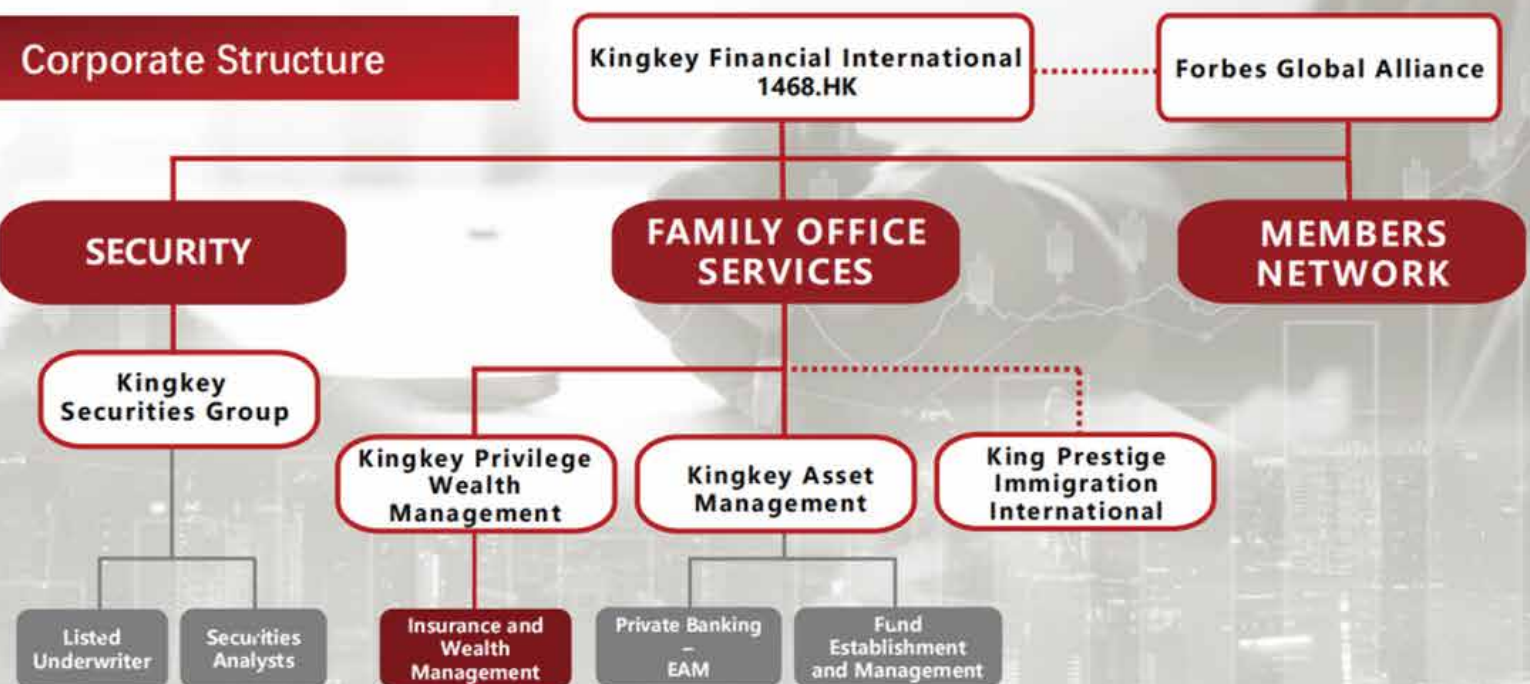 Corporate Structure
Kingkey Financial International
1468.HK
Forbes Global Alliance
SECURITY
FAMILY OFFICE
SERVICES
MEMBERS
NETWORK
Kingkey
Securities Group
Kingkey Privilege
Wealth
Management
Kingkey Asset
Management
King Prestige
Immigration
International
Listed
Underwriter
Securities
Analysts
Insurance and
Wealth
Management
Private Banking
–
EAM
Fund
Establishment
and Management